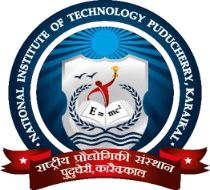 NATIONAL INSTITUTE OF TECHNOLOGY PUDUCHERRY, KARAIKAL
E=mc²
राष्ट्रीय प्रौद्योगिकी संस्थान
पुदुचेरी, कारैक्काल